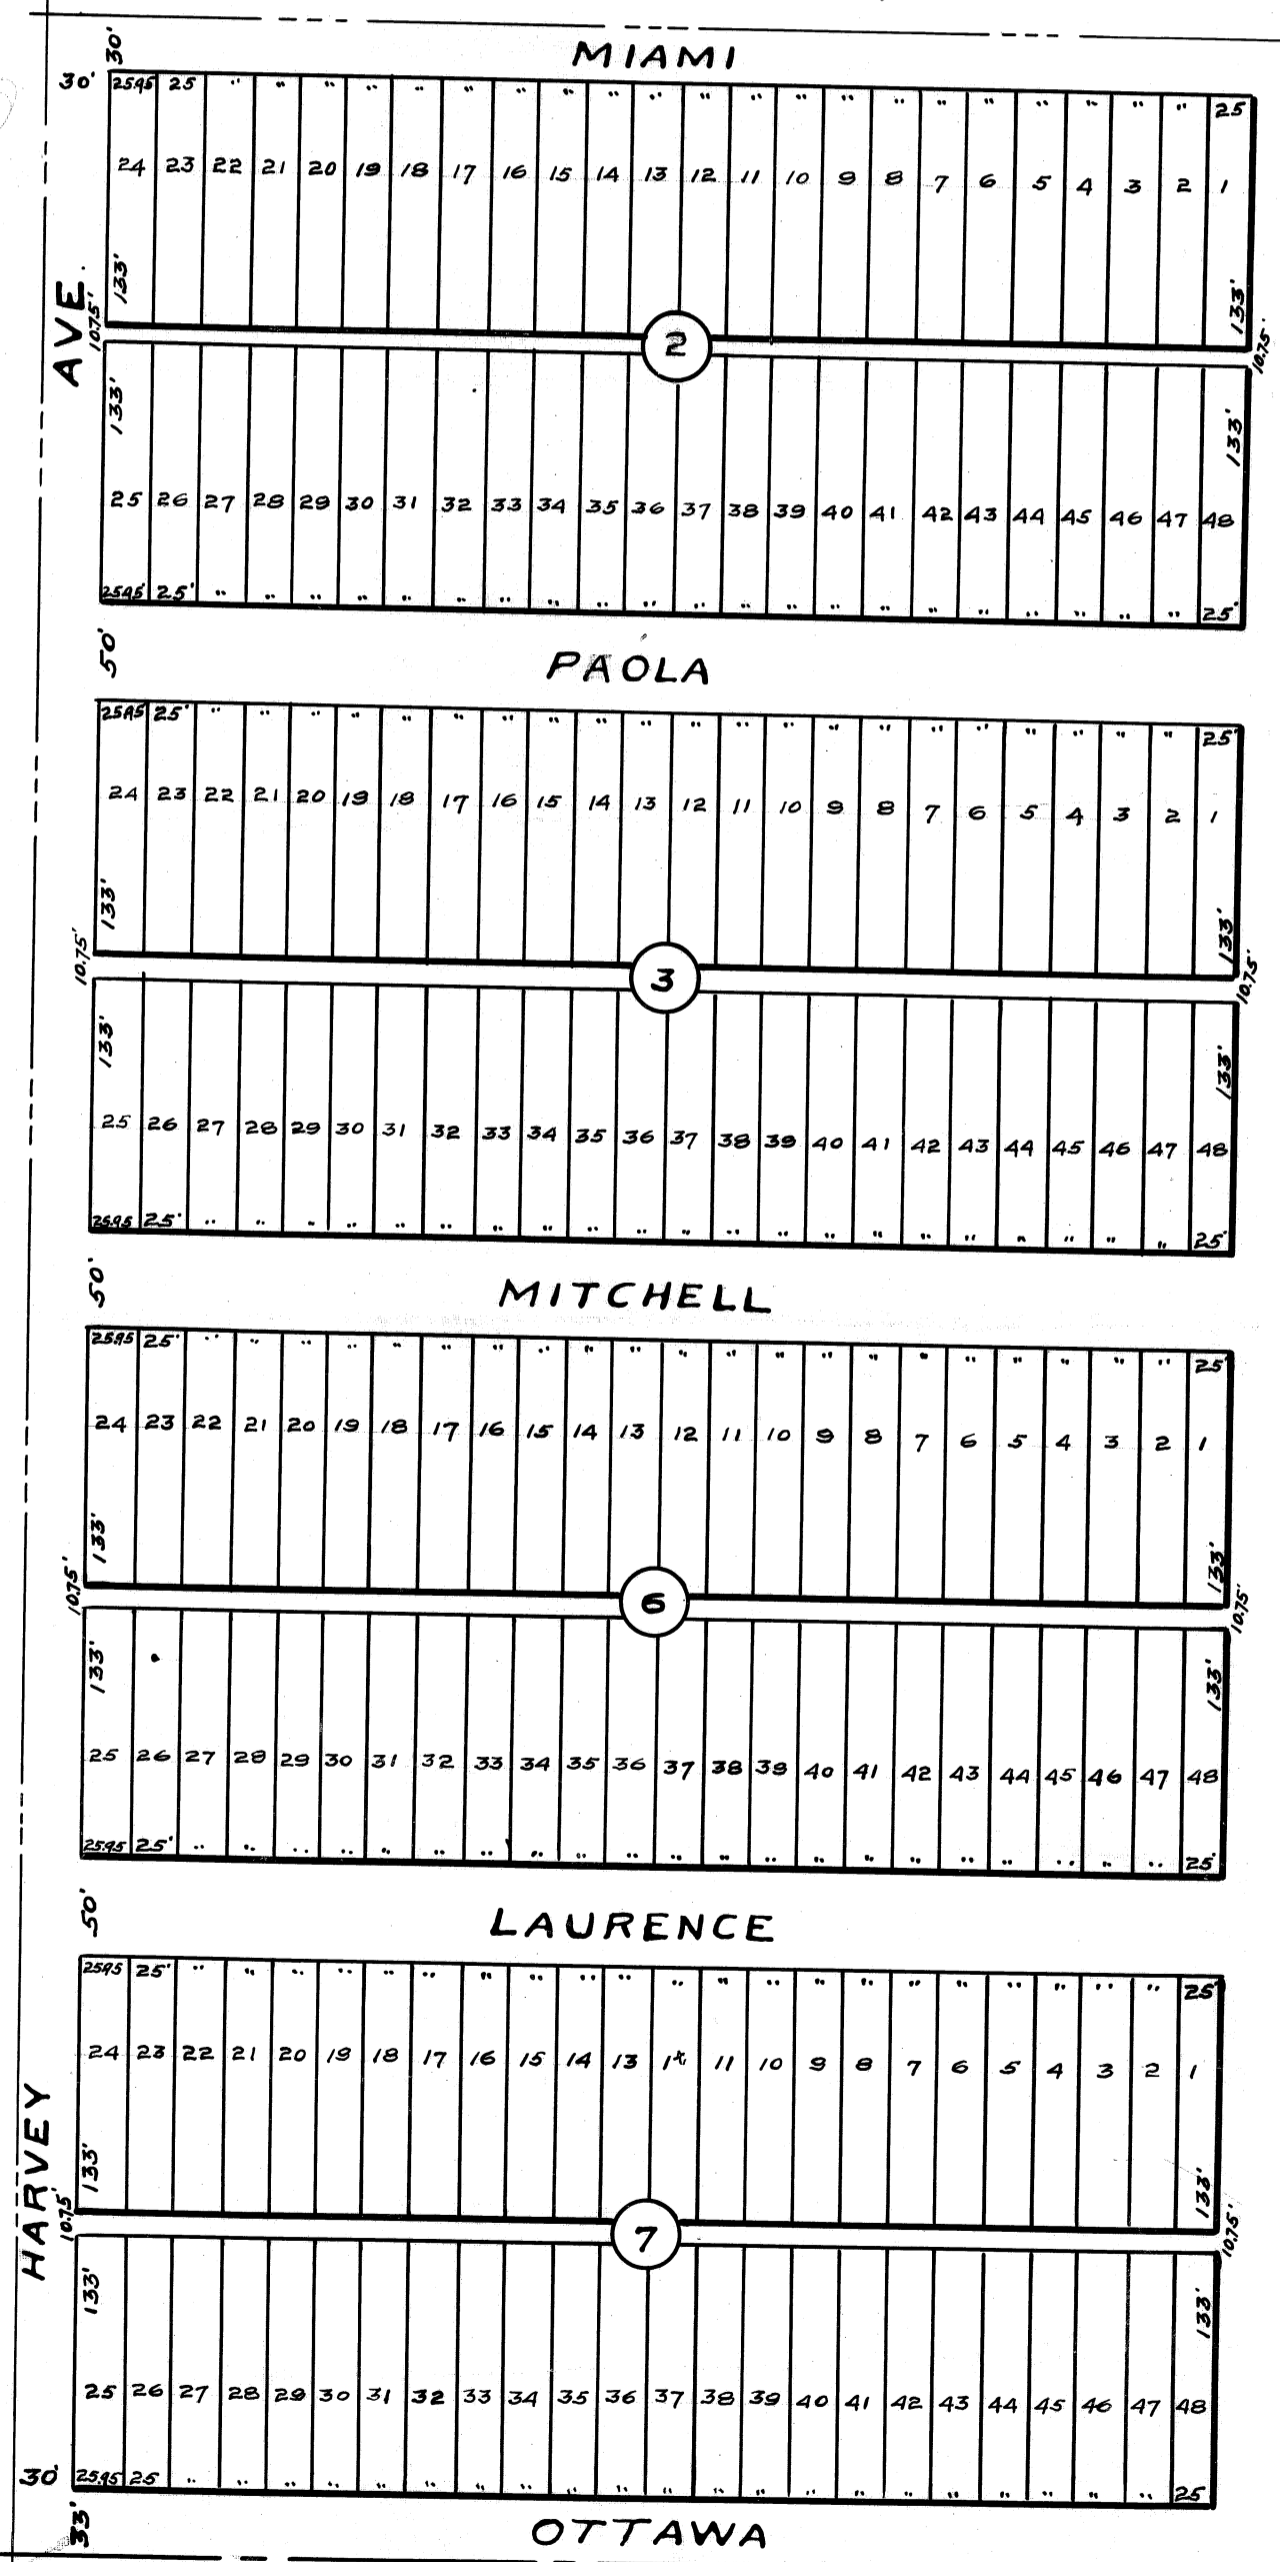 30'
MIAMI
30' 25.95 25 " " " " " " " " " " " " " " " " " " " " " 25
24 23 22 21 20 19 18 17 16 15 14 13 12 11 10 9 8 7 6 5 4 3 2 1
133' 133'
AVE.
10.75' 2 10.75'
133' 133'
25 26 27 28 29 30 31 32 33 34 35 36 37 38 39 40 41 42 43 44 45 46 47 48
25.95 25' " " " " " " " " " " " " " " " " " " " " " 25'
50'
PAOLA
25.95 25' " " " " " " " " " " " " " " " " " " " " " 25'
24 23 22 21 20 19 18 17 16 15 14 13 12 11 10 9 8 7 6 5 4 3 2 1
133' 133'
10.75' 3 10.75'
133' 133'
25 26 27 28 29 30 31 32 33 34 35 36 37 38 39 40 41 42 43 44 45 46 47 48
25.95 25' " " " " " " " " " " " " " " " " " " " " " 25'
50'
MITCHELL
25.95 25' " " " " " " " " " " " " " " " " " " " " " 25'
24 23 22 21 20 19 18 17 16 15 14 13 12 11 10 9 8 7 6 5 4 3 2 1
133' 133'
10.75' 6 10.75'
133' 133'
25 26 27 28 29 30 31 32 33 34 35 36 37 38 39 40 41 42 43 44 45 46 47 48
25.95 25' " " " " " " " " " " " " " " " " " " " " " 25'
50'
LAURENCE
25.95 25' " " " " " " " " " " " " " " " " " " " " " 25'
24 23 22 21 20 19 18 17 16 15 14 13 12 11 10 9 8 7 6 5 4 3 2 1
133' 133'
HARVEY
10.75' 7 10.75'
133' 133'
25 26 27 28 29 30 31 32 33 34 35 36 37 38 39 40 41 42 43 44 45 46 47 48
30' 25.95 25 " " " " " " " " " " " " " " " " " " " " " 25
33'
OTTAWA